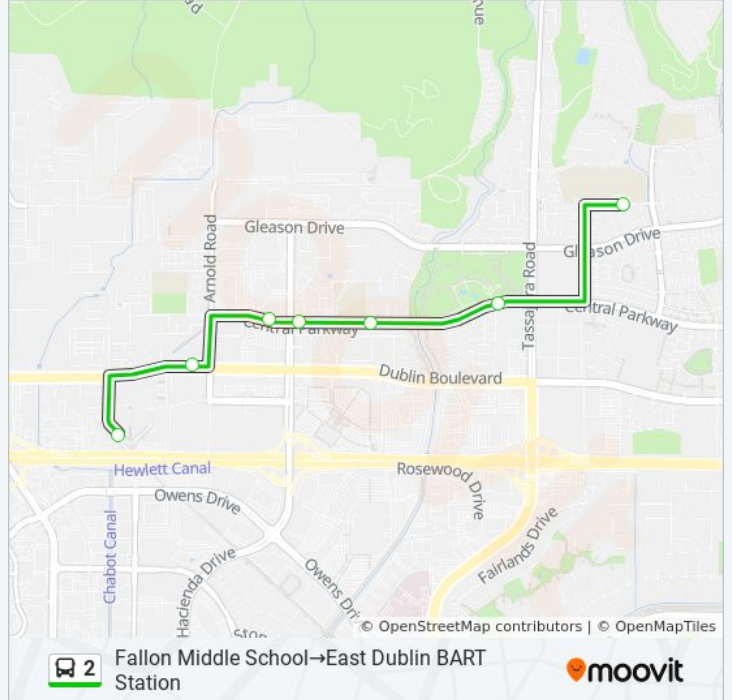 Gleason Drive
Arnold Road
Gleason Drive
Tassajara Road
Central Parkway
Central Parkway
Dublin Boulevard
Hewlett Canal
Rosewood Drive
Owens Drive
Chabot Canal
Fairlands Drive
Hacienda Drive
Owens Dri
Stop
© OpenStreetMap contributors | © OpenMapTiles
2
Fallon Middle School→East Dublin BART
Station
moovit